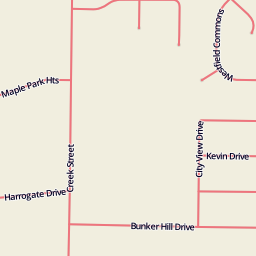 Westfield Commons
Maple Park Hts
City View Drive
Kevin Drive
Creek Street
Harrogate Drive
Bunker Hill Drive